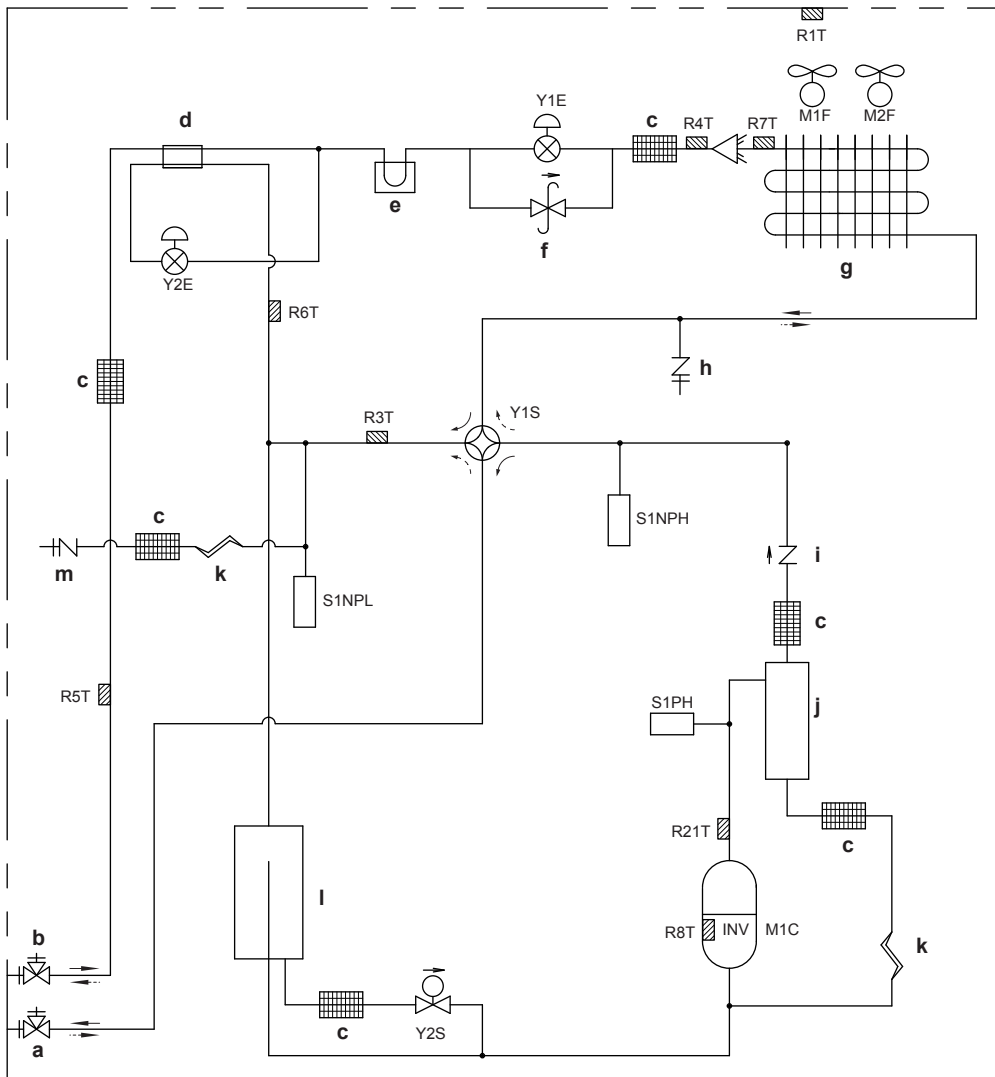 R1T
Y1E
M1F
M2F
d
c
R4T
R7T
e
f
g
Y2E
R6T
h
c
R3T
Y1S
S1NPH
c
m
k
S1NPL
i
c
R5T
S1PH
j
R21T
c
l
R8T
INV
M1C
k
b
c
Y2S
a